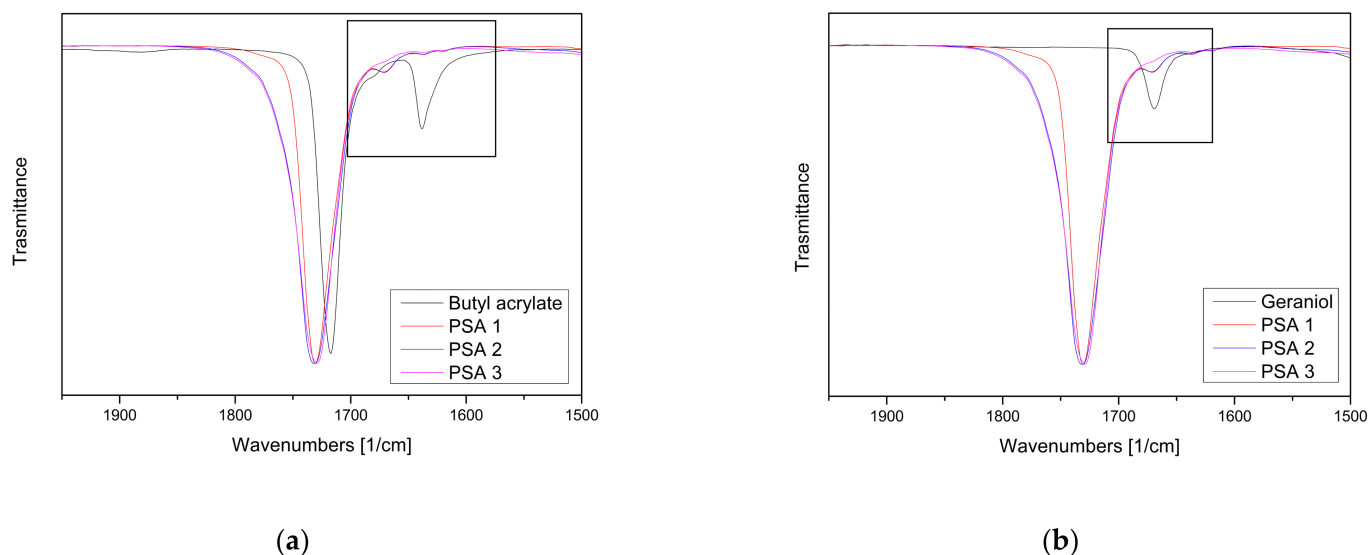 Trasmittance
Butyl acrylate
PSA 1
PSA 2
PSA 3
1900 1800 1700 1600 1500
Wavenumbers [1/cm]
(a)
Trasmittance
Geraniol
PSA 1
PSA 2
PSA 3
1900 1800 1700 1600 1500
Wavenumbers [1/cm]
(b)